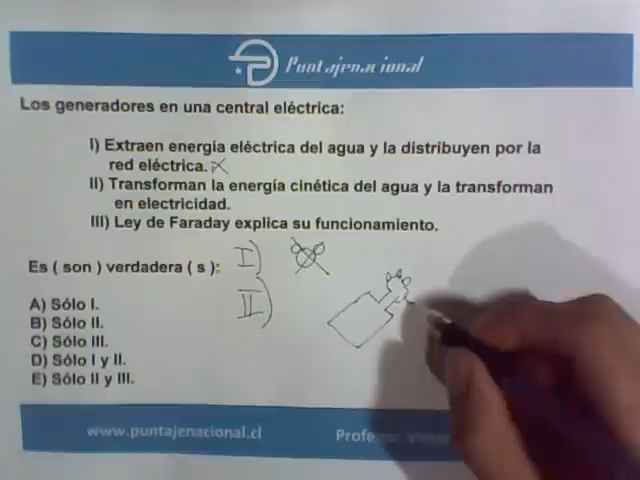 Puntajenacional
Los generadores en una central eléctrica:
I) Extraen energía eléctrica del agua y la distribuyen por la
red eléctrica. X
II) Transforman la energía cinética del agua y la transforman
en electricidad.
III) Ley de Faraday explica su funcionamiento.
Es ( son ) verdadera ( s ):
I)
II)
A) Sólo I.
B) Sólo II.
C) Sólo III.
D) Sólo I y II.
E) Sólo II y III.
www.puntajenacional.cl